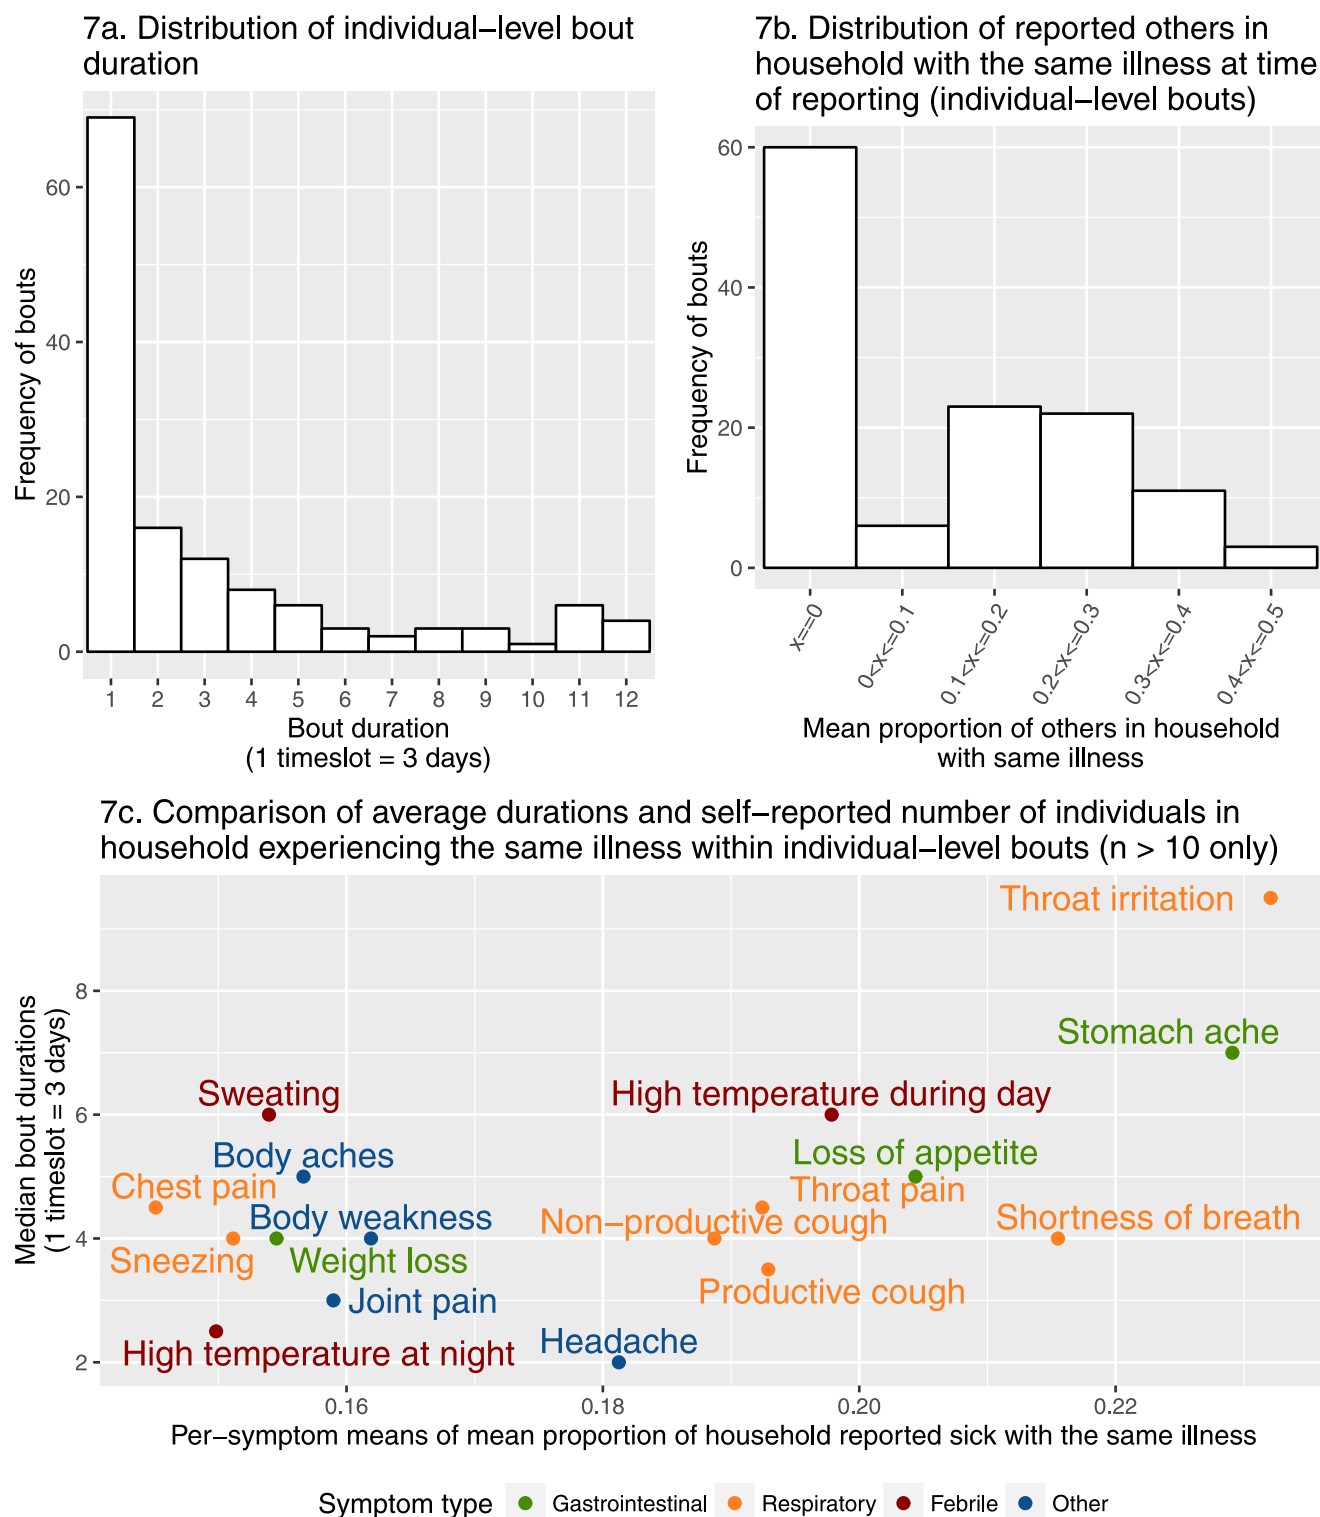 7a. Distribution of individual−level bout
duration
Frequency of bouts
60
40
20
0
1 2 3 4 5 6 7 8 9 10 11 12
Bout duration
(1 timeslot = 3 days)
7b. Distribution of reported others in
household with the same illness at time
of reporting (individual−level bouts)
Frequency of bouts
60
40
20
0
x==0
0<x<=0.1
0.1<x<=0.2
0.2<x<=0.3
0.3<x<=0.4
0.4<x<=0.5
Mean proportion of others in household
with same illness
7c. Comparison of average durations and self−reported number of individuals in
household experiencing the same illness within individual−level bouts (n > 10 only)
Median bout durations
(1 timeslot = 3 days)
8
6
4
2
Throat irritation
Stomach ache
Sweating
High temperature during day
Body aches
Loss of appetite
Chest pain
Throat pain
Body weakness
Non−productive cough
Shortness of breath
Sneezing
Weight loss
Joint pain
Productive cough
High temperature at night
Headache
0.16 0.18 0.20 0.22
Per−symptom means of mean proportion of household reported sick with the same illness
Symptom type Gastrointestinal Respiratory Febrile Other